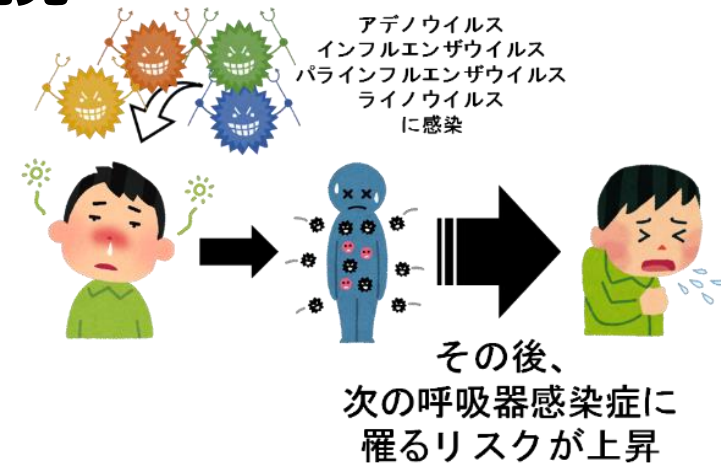 アデノウイルス
インフルエンザウイルス
パラインフルエンザウイルス
ライノウイルス
に感染
その後、
次の呼吸器感染症に
罹るリスクが上昇